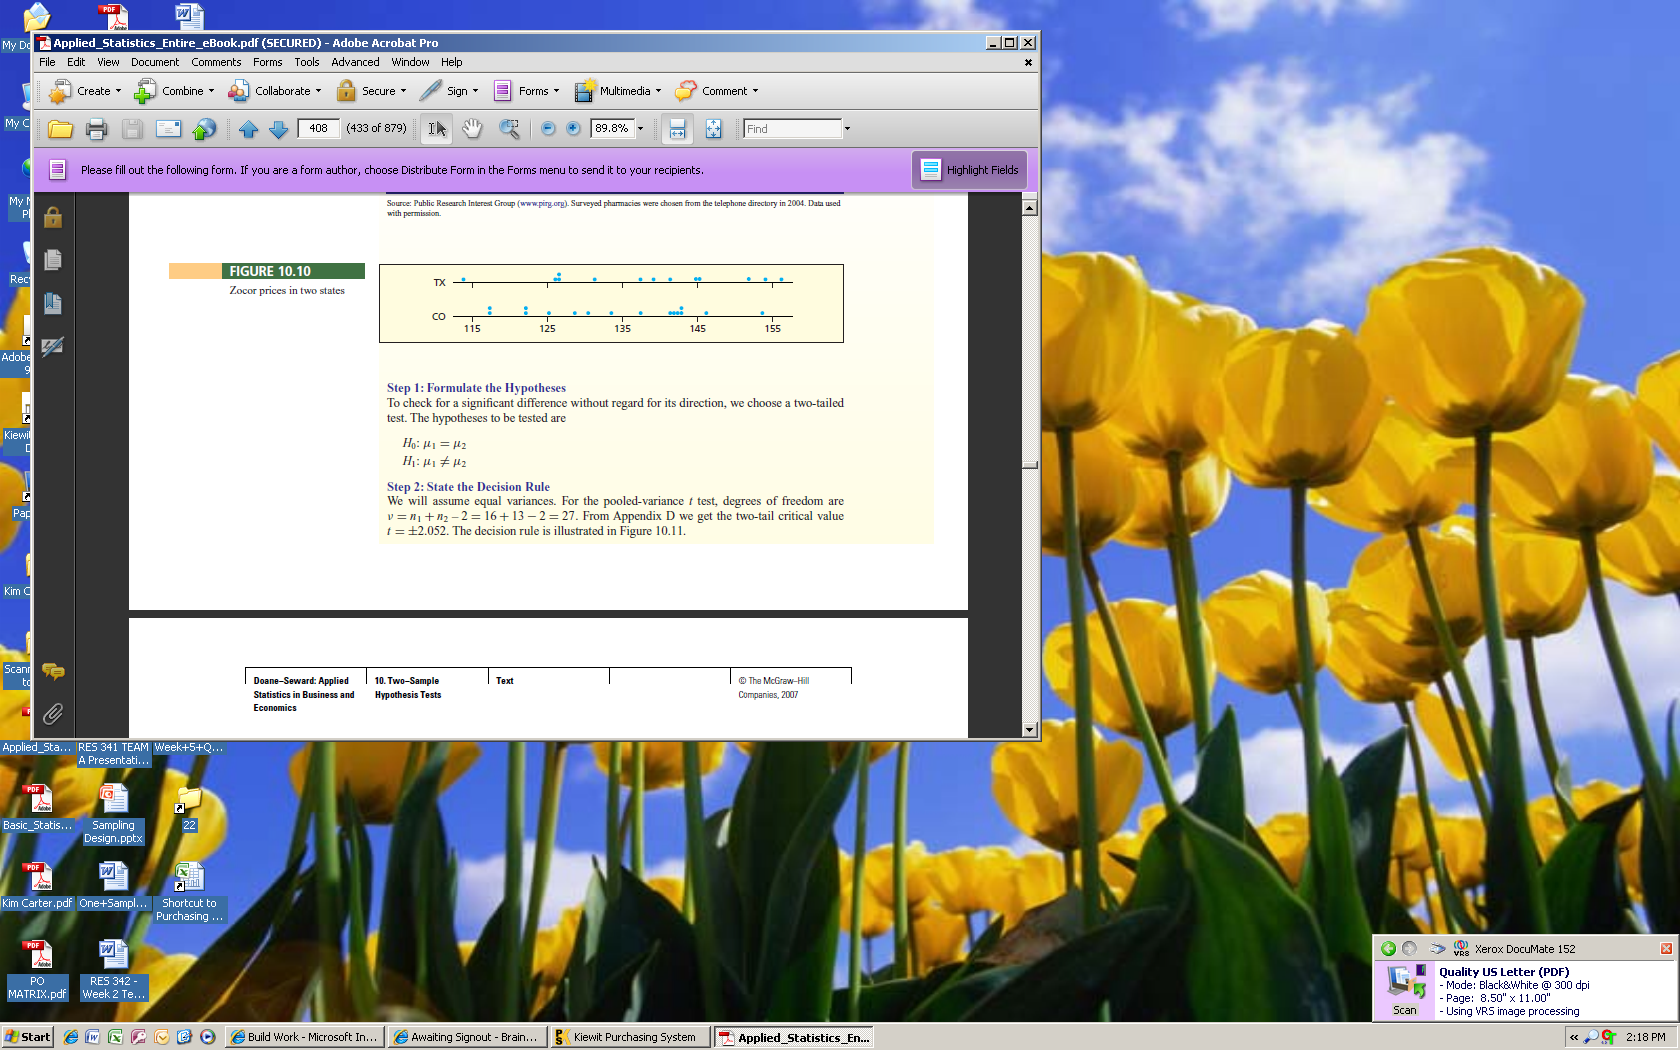 Applied_Statistics_Entire_eBook.pdf (SECURED) - Adobe Acrobat Pro
File Edit View Document Comments Forms Tools Advanced Window Help
Create Combine Collaborate Secure Sign Forms Multimedia Comment
408 (433 of 879) 89.8% Find
Please fill out the following form. If you are a form author, choose Distribute Form in the Forms menu to send it to your recipients.
Highlight Fields
Source: Public Research Interest Group (www.pirg.org). Surveyed pharmacies were chosen from the telephone directory in 2004. Data used
with permission.
FIGURE 10.10
Zocor prices in two states
TX
CO
115 125 135 145 155
Step 1: Formulate the Hypotheses
To check for a significant difference without regard for its direction, we choose a two-tailed
test. The hypotheses to be tested are
H₀: μ₁ = μ₂
H₁: μ₁ ≠ μ₂
Step 2: State the Decision Rule
We will assume equal variances. For the pooled-variance t test, degrees of freedom are
ν = n₁ + n₂ – 2 = 16 + 13 – 2 = 27. From Appendix D we get the two-tail critical value
t = ±2.052. The decision rule is illustrated in Figure 10.11.
Doane–Seward: Applied
Statistics in Business and
Economics
10. Two–Sample
Hypothesis Tests
Text
© The McGraw–Hill
Companies, 2007
My Do
My C
My N
Pl
Rec
Adobe
9
Kiewi
D
Pap
Kim C
Scan
to
Applied_Sta...
RES 341 TEAM
A Presentati...
Week+5+Q...
Basic_Statis...
Sampling
Design.pptx
22
Kim Carter.pdf
One+Sampl...
Shortcut to
Purchasing ...
PO
MATRIX.pdf
RES 342 -
Week 2 Te...
Xerox DocuMate 152
Quality US Letter (PDF)
- Mode: Black&White @ 300 dpi
- Page: 8.50" x 11.00"
- Using VRS image processing
Scan
Start
Build Work - Microsoft In...
Awaiting Signout - Brain...
Kiewit Purchasing System
Applied_Statistics_En...
2:18 PM